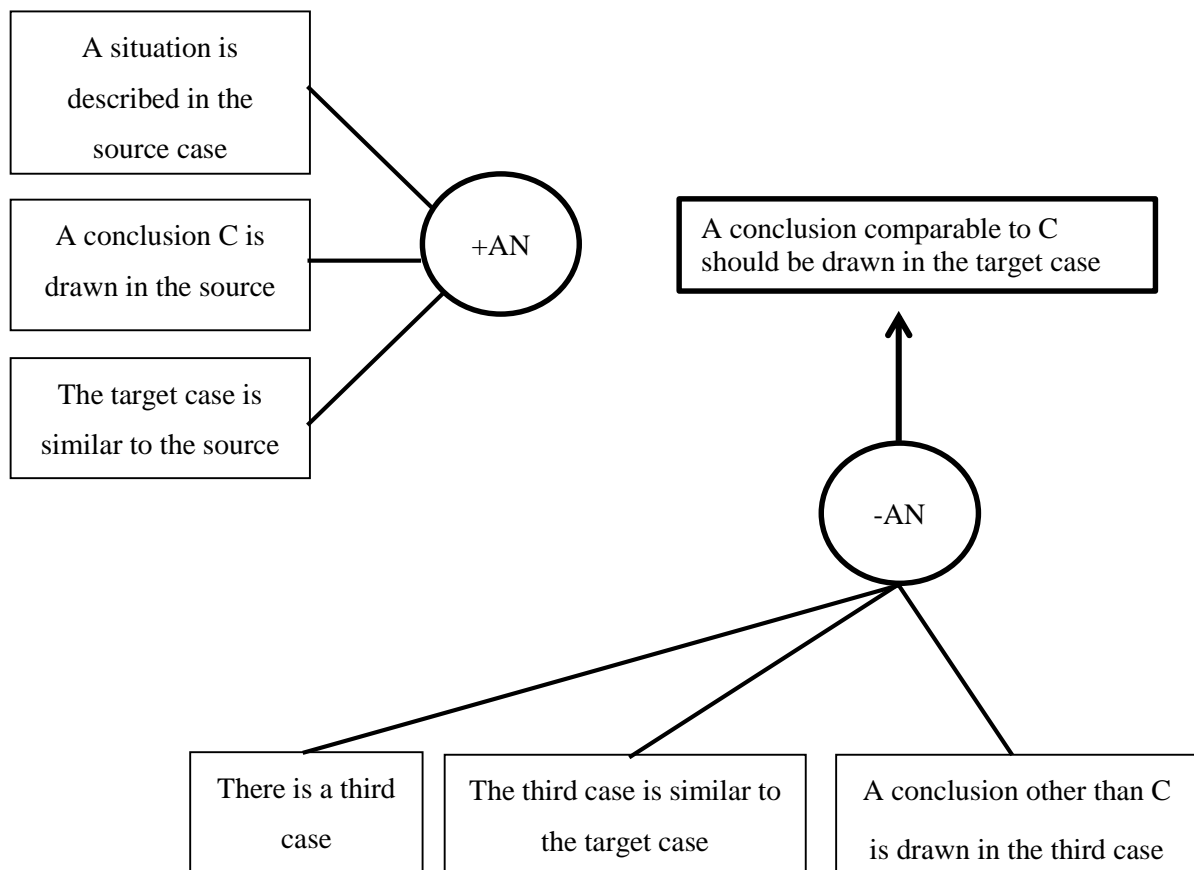 A situation is
described in the
source case
A conclusion C is
drawn in the source
The target case is
similar to the source
+AN
A conclusion comparable to C
should be drawn in the target case
-AN
There is a third
case
The third case is similar to
the target case
A conclusion other than C
is drawn in the third case